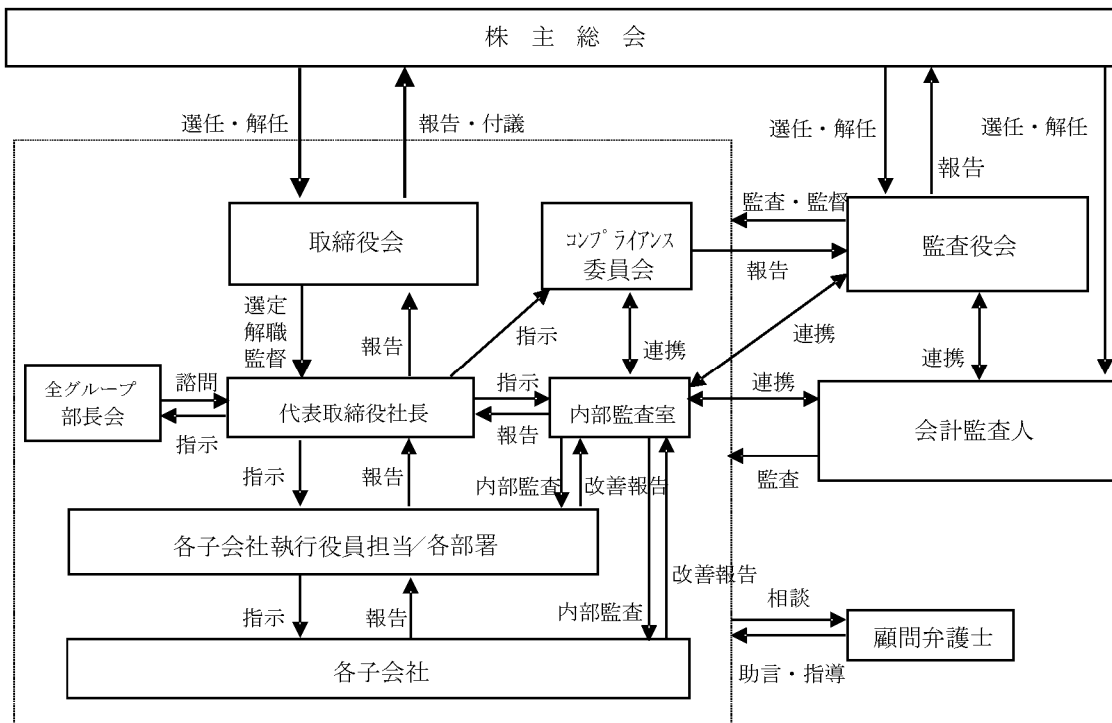 株 主 総 会
選任・解任
報告・付議
選任・解任
選任・解任
報告
監査・監督
取締役会
コンプライアンス
委員会
監査役会
報告
選定
解職
監督
報告
指示
連携
連携
連携
全グループ
部長会
諮問
指示
代表取締役社長
指示
報告
内部監査室
連携
会計監査人
監査
指示
報告
内部監査
改善報告
各子会社執行役員担当/各部署
改善報告
指示
報告
内部監査
相談
顧問弁護士
助言・指導
各子会社